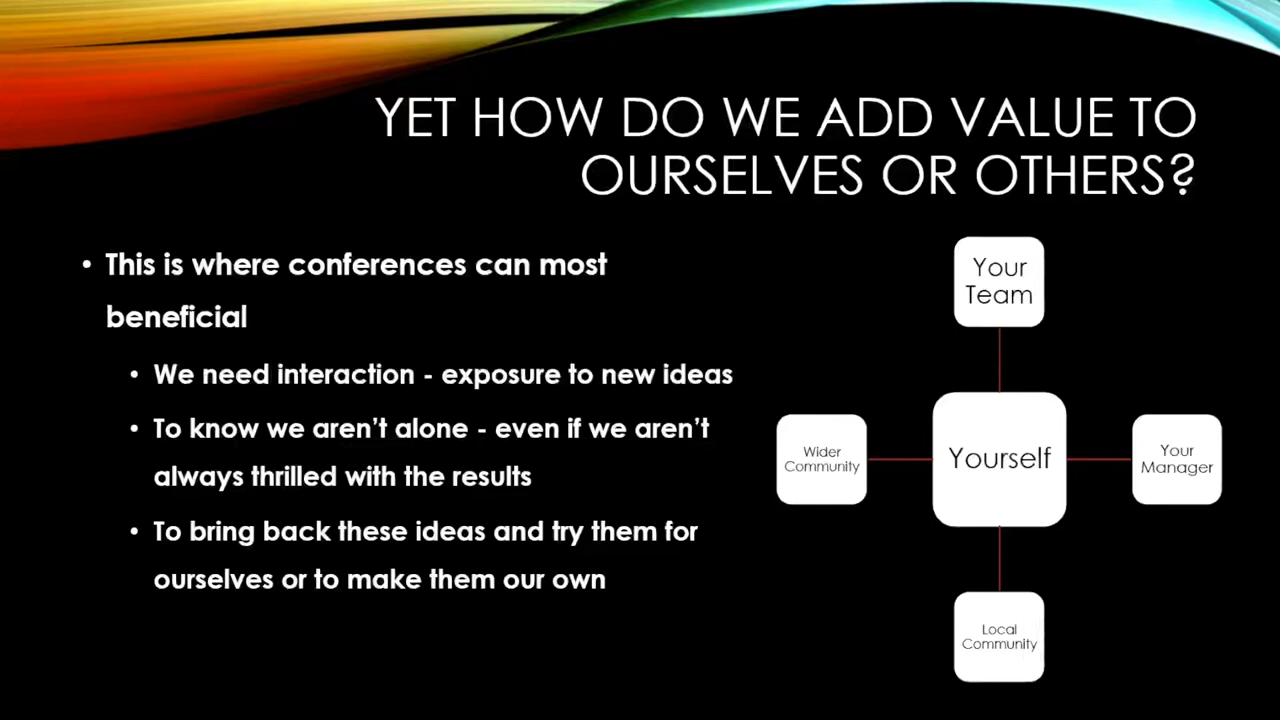 YET HOW DO WE ADD VALUE TO
OURSELVES OR OTHERS?
• This is where conferences can most
beneficial
• We need interaction - exposure to new ideas
• To know we aren't alone - even if we aren't
always thrilled with the results
• To bring back these ideas and try them for
ourselves or to make them our own
Your
Team
Wider
Community
Yourself
Your
Manager
Local
Community